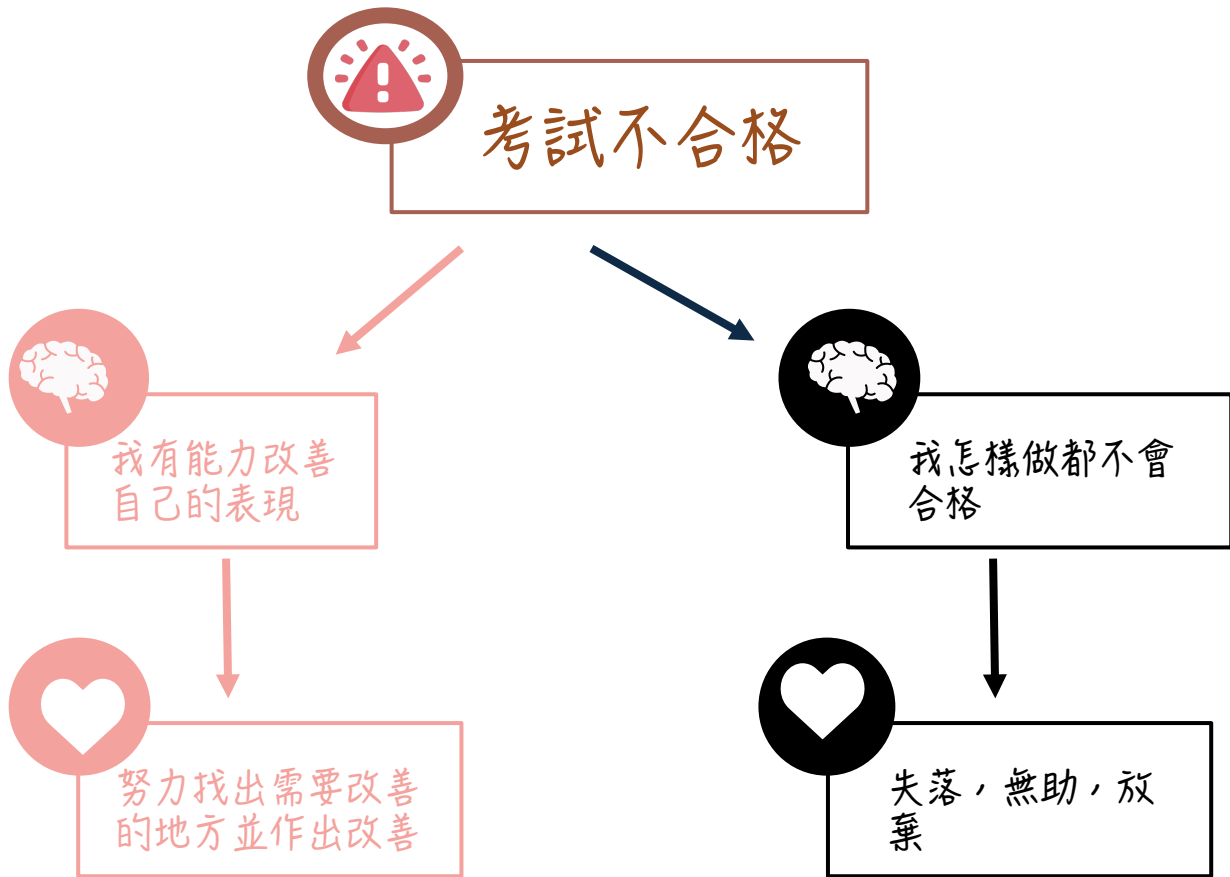 考試不合格
我有能力改善
自己的表現
我怎樣做都不會
合格
努力找出需要改善
的地方並作出改善
失落，無助，放
棄